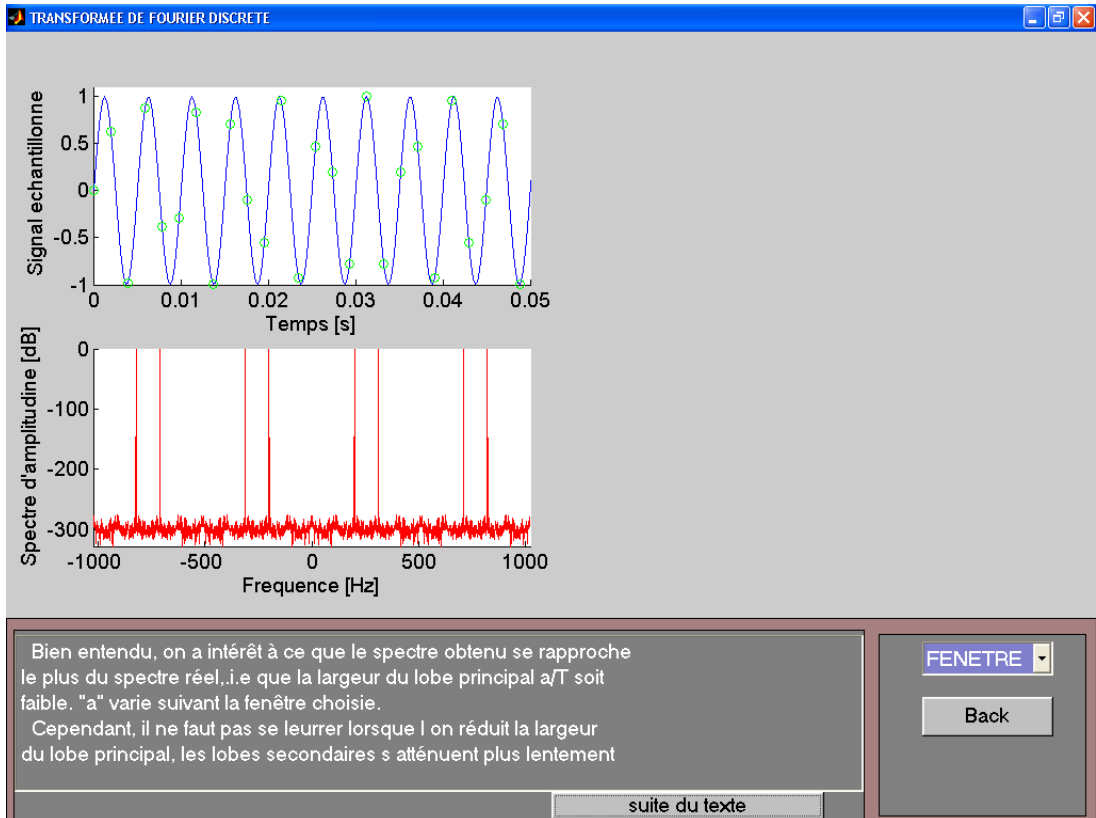 TRANSFORMEE DE FOURIER DISCRETE
Signal echantillonne
1
0.5
0
-0.5
-1
0 0.01 0.02 0.03 0.04 0.05
Temps [s]
Spectre d'amplitudine [dB]
0
-100
-200
-300
-1000 -500 0 500 1000
Frequence [Hz]
Bien entendu, on a intérêt à ce que le spectre obtenu se rapproche
le plus du spectre réel,.i.e que la largeur du lobe principal a/T soit
faible. "a" varie suivant la fenêtre choisie.
Cependant, il ne faut pas se leurrer lorsque l on réduit la largeur
du lobe principal, les lobes secondaires s atténuent plus lentement
suite du texte
FENETRE
Back